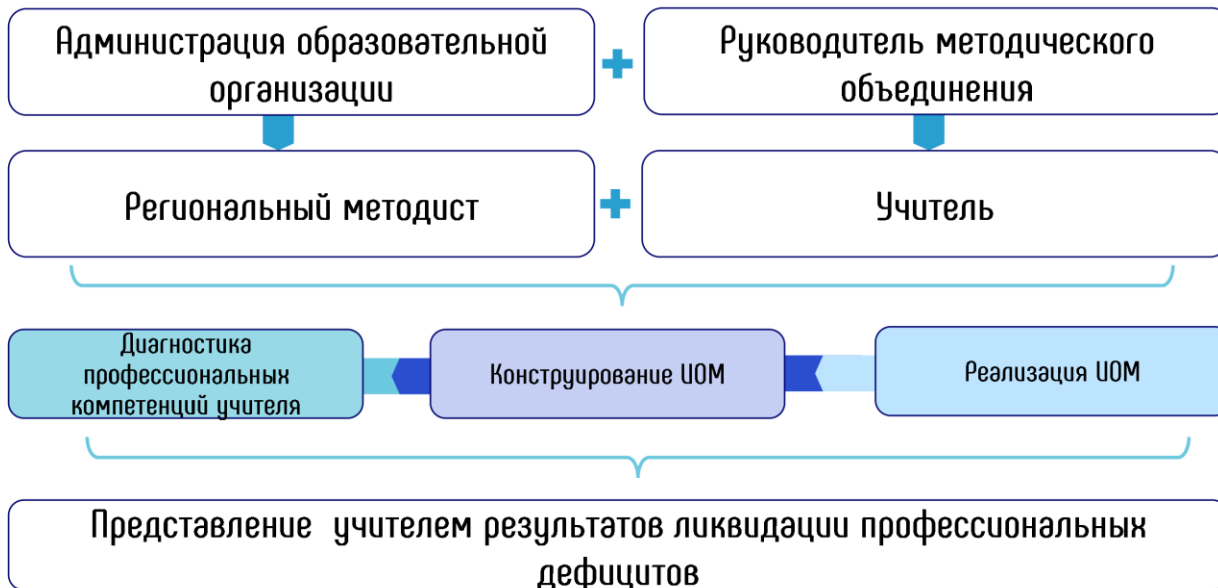 Администрация образовательной
организации
Руководитель методического
объединения
Региональный методист
Учитель
Диагностика
профессиональных
компетенций учителя
Конструирование ИОМ
Реализация ИОМ
Представление учителем результатов ликвидации профессиональных
дефицитов